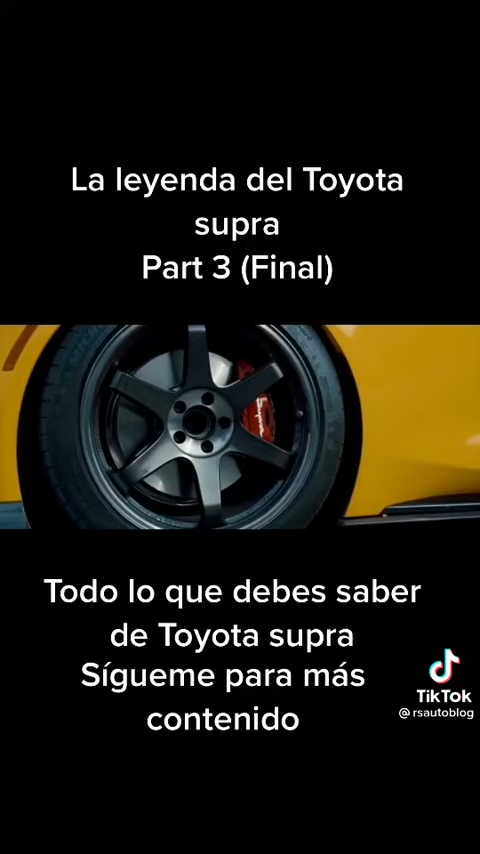 La leyenda del Toyota
supra
Part 3 (Final)
Todo lo que debes saber
de Toyota supra
Sígueme para más
contenido
TikTok
@rsautoblog